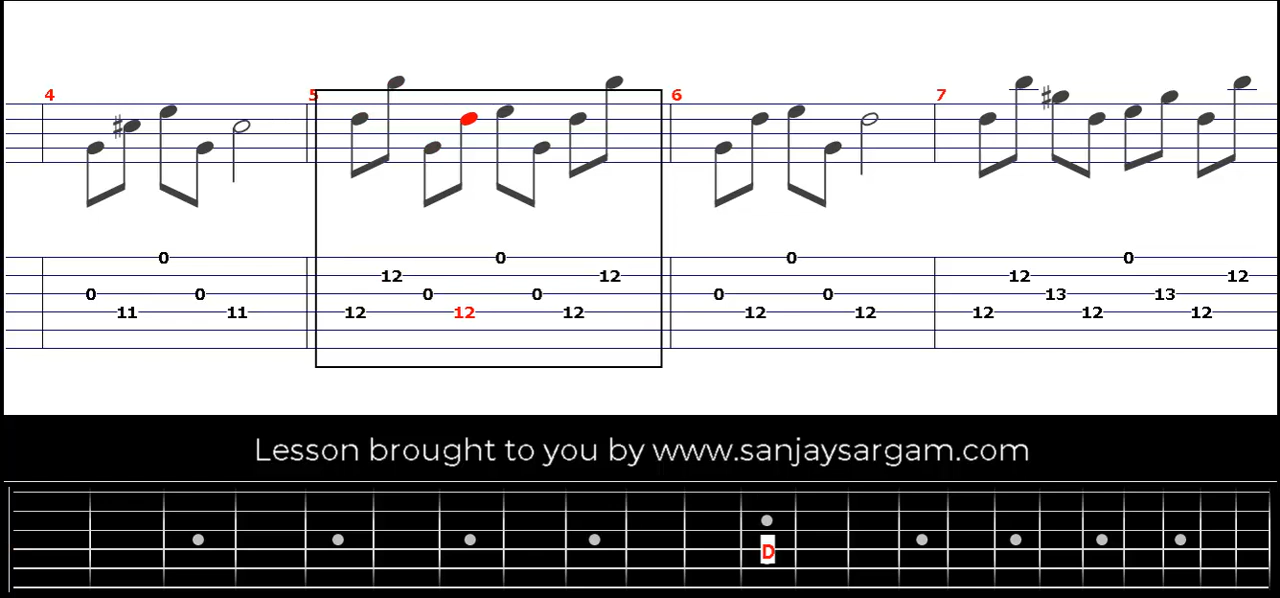 4 5 6 7
0 0 0 0
12 12 12 12
0 0 0 0 0 0 13 13
11 11 12 12 12 12 12 12 12 12
Lesson brought to you by www.sanjaysargam.com
D